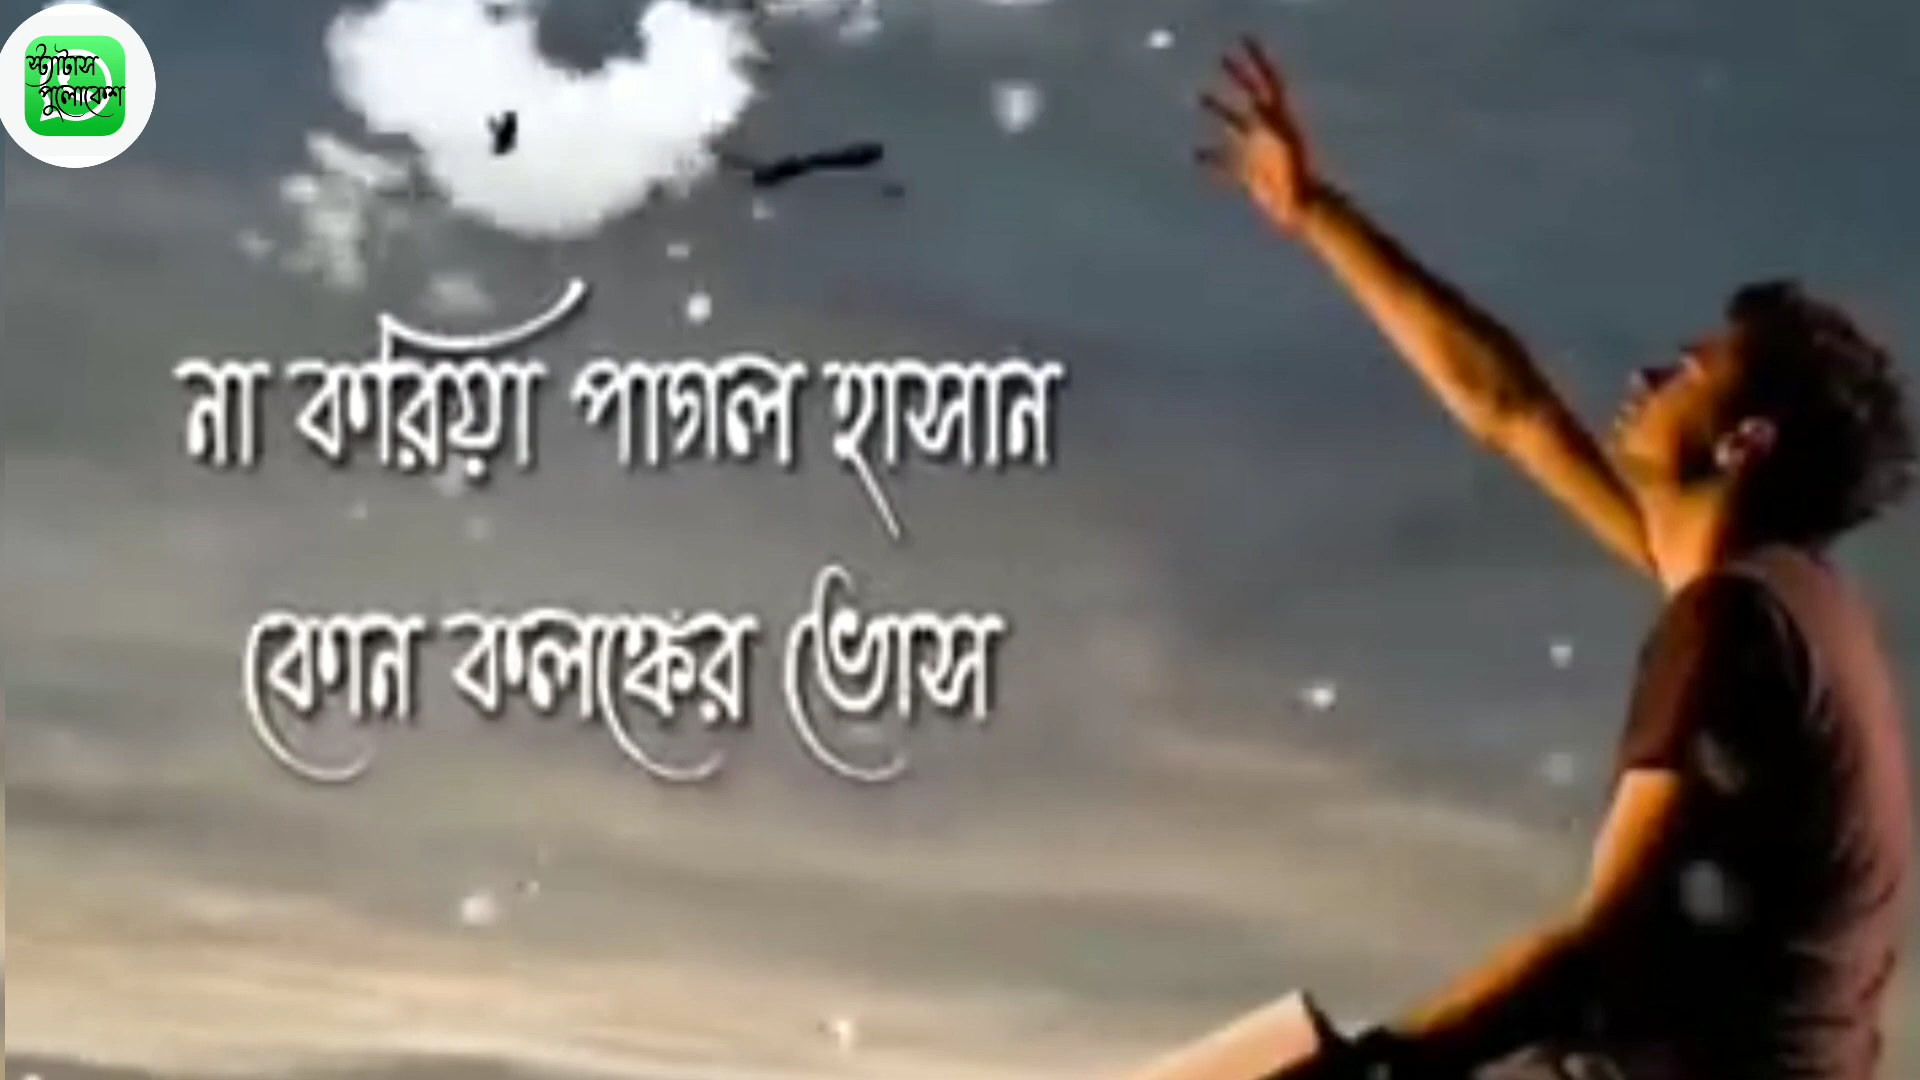 স্ট্যাটাস
পুলোকেশ
না করিয়া পাগল হাসান
কোন কলঙ্কের ভোস